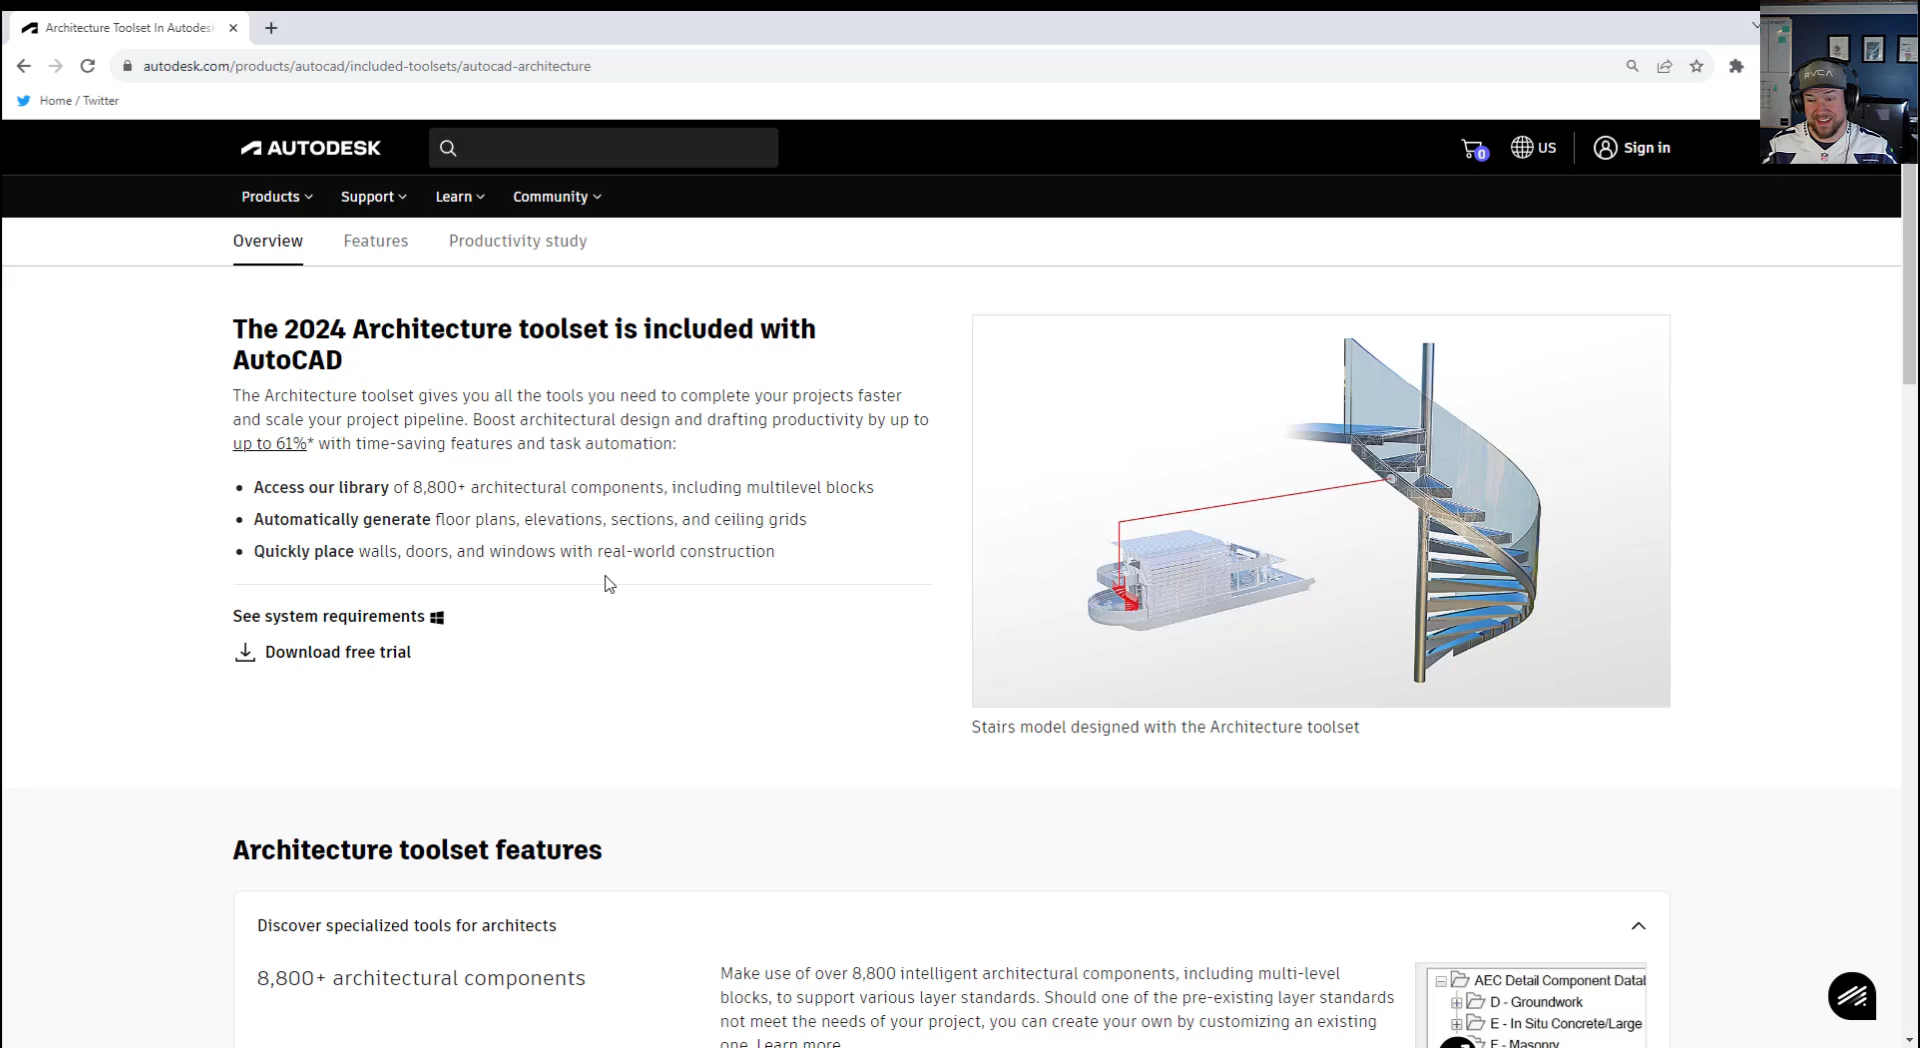 Architecture Toolset In Autodes
autodesk.com/products/autocad/included-toolsets/autocad-architecture
Home / Twitter
RVCA
AUTODESK
0
US
Sign in
Products
Support
Learn
Community
Overview
Features
Productivity study
The 2024 Architecture toolset is included with
AutoCAD
The Architecture toolset gives you all the tools you need to complete your projects faster
and scale your project pipeline. Boost architectural design and drafting productivity by up to
up to 61%* with time-saving features and task automation:
• Access our library of 8,800+ architectural components, including multilevel blocks
• Automatically generate floor plans, elevations, sections, and ceiling grids
• Quickly place walls, doors, and windows with real-world construction
See system requirements
Download free trial
Stairs model designed with the Architecture toolset
Architecture toolset features
Discover specialized tools for architects
8,800+ architectural components
Make use of over 8,800 intelligent architectural components, including multi-level
blocks, to support various layer standards. Should one of the pre-existing layer standards
not meet the needs of your project, you can create your own by customizing an existing
one. Learn more
AEC Detail Component Datal
D - Groundwork
E - In Situ Concrete/Large
F - Masonry